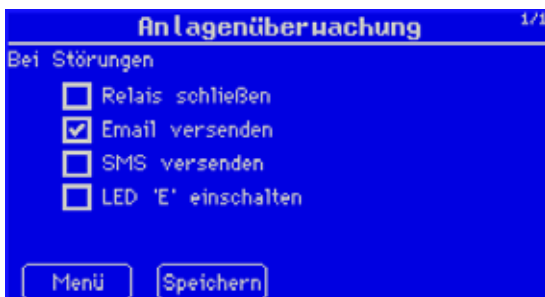 Anlagenüberwachung 1/1
Bei Störungen
Relais schließen
Email versenden
SMS versenden
LED 'E' einschalten
Menü Speichern